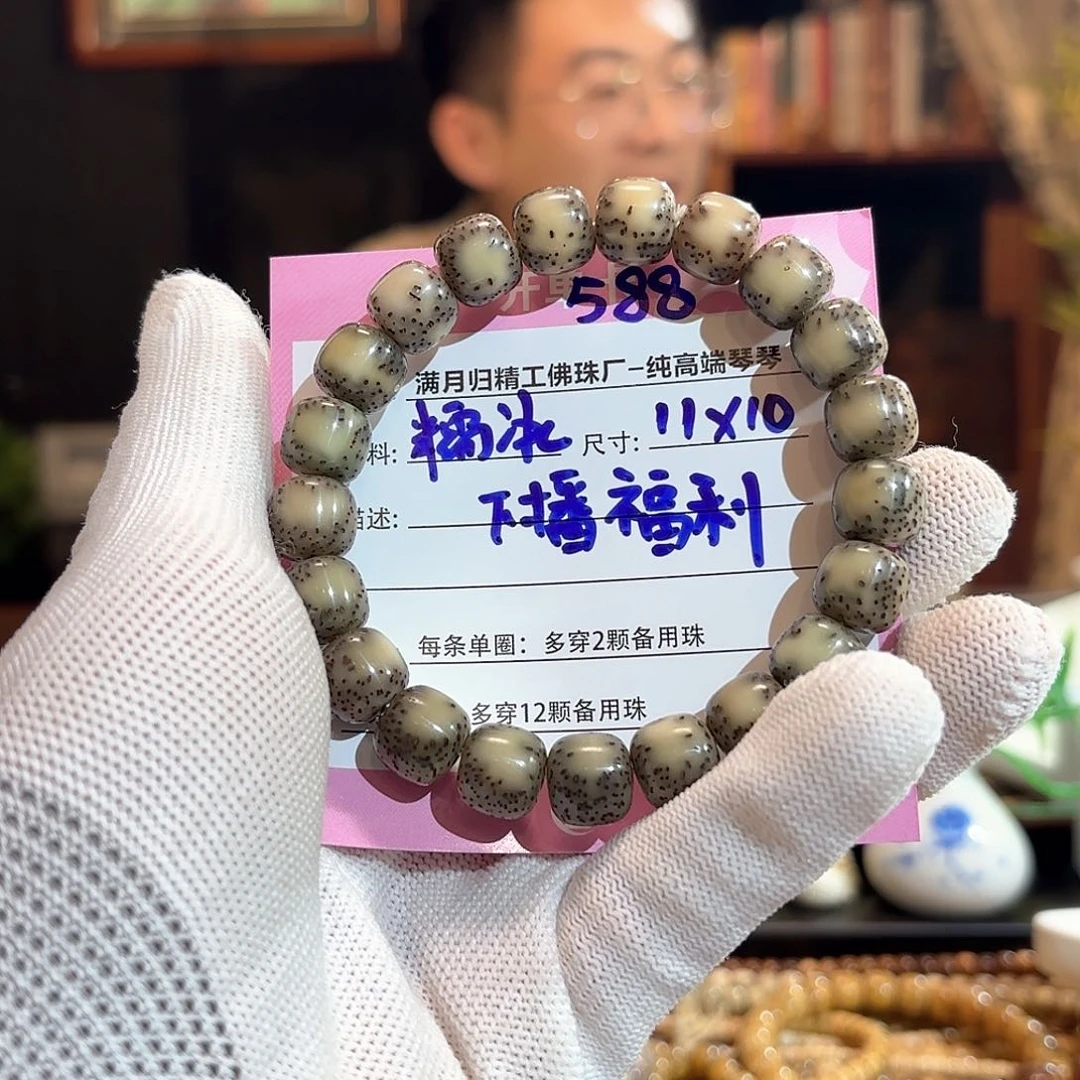 588
满月归精工佛珠厂-纯高端琴琴
料: 糯冰 尺寸: 11X10
描述: 下播福利
每条单圈: 多穿2颗备用珠
多穿12颗备用珠